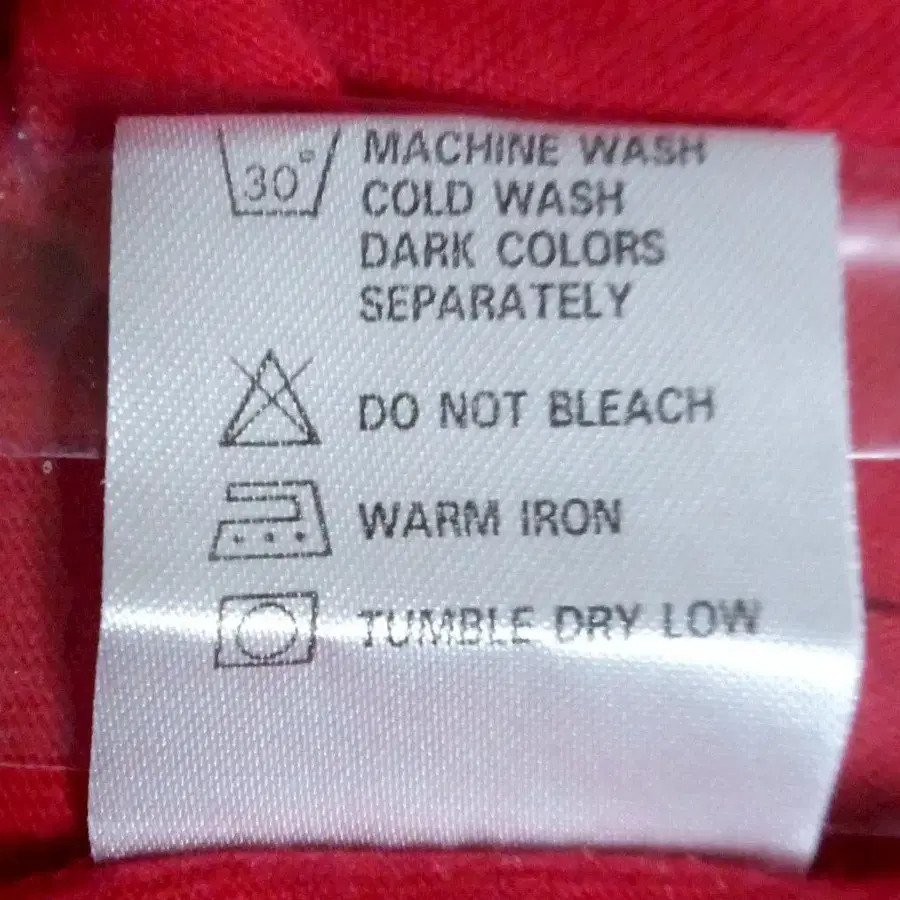 30° MACHINE WASH
COLD WASH
DARK COLORS
SEPARATELY
DO NOT BLEACH
WARM IRON
TUMBLE DRY LOW